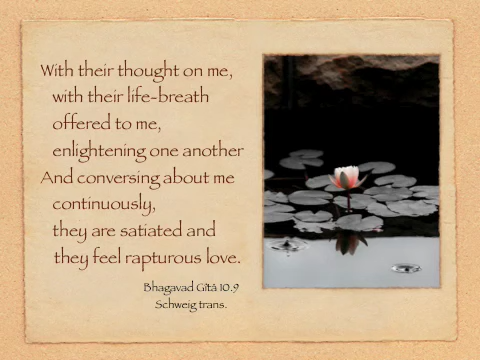 With their thought on me,
with their life-breath
offered to me,
enlightening one another
And conversing about me
continuously,
they are satiated and
they feel rapturous love.
Bhagavad Gītā 10.9
Schweig trans.